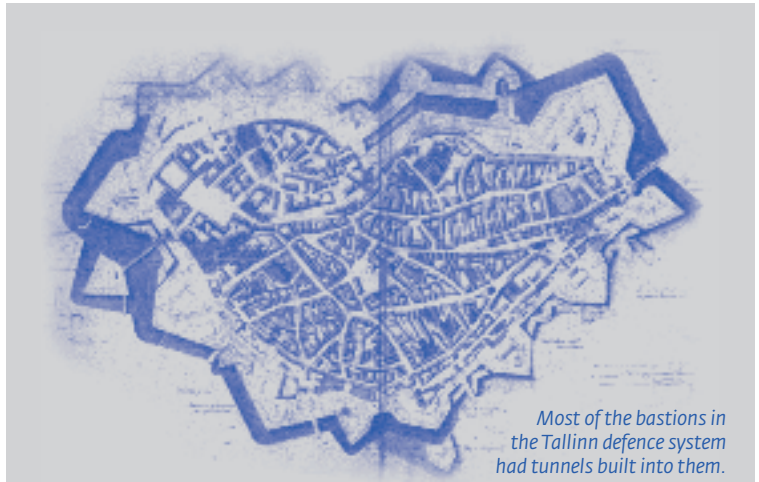 Most of the bastions in
the Tallinn defence system
had tunnels built into them.